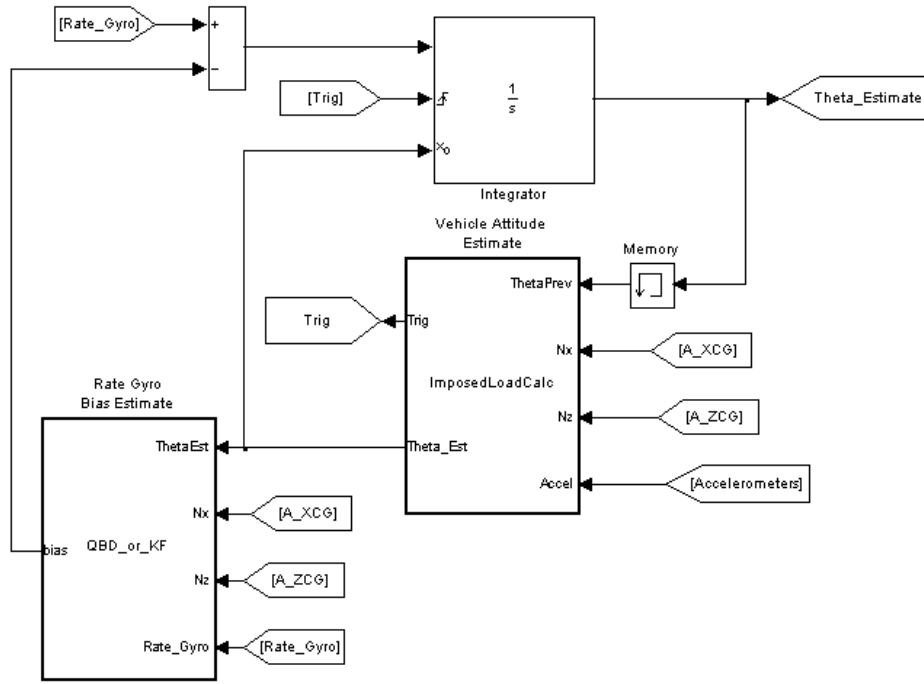 [Rate_Gyro]
+
−
[Trig]
1
s
x₀
Integrator
Theta_Estimate
Vehicle Attitude
Estimate
Memory
ThetaPrev
Trig
Trig
Nx
[A_XCG]
ImposedLoadCalc
Nz
[A_ZCG]
Theta_Est
Accel
[Accelerometers]
Rate Gyro
Bias Estimate
ThetaEst
Nx
[A_XCG]
bias
QBD_or_KF
Nz
[A_ZCG]
Rate_Gyro
[Rate_Gyro]